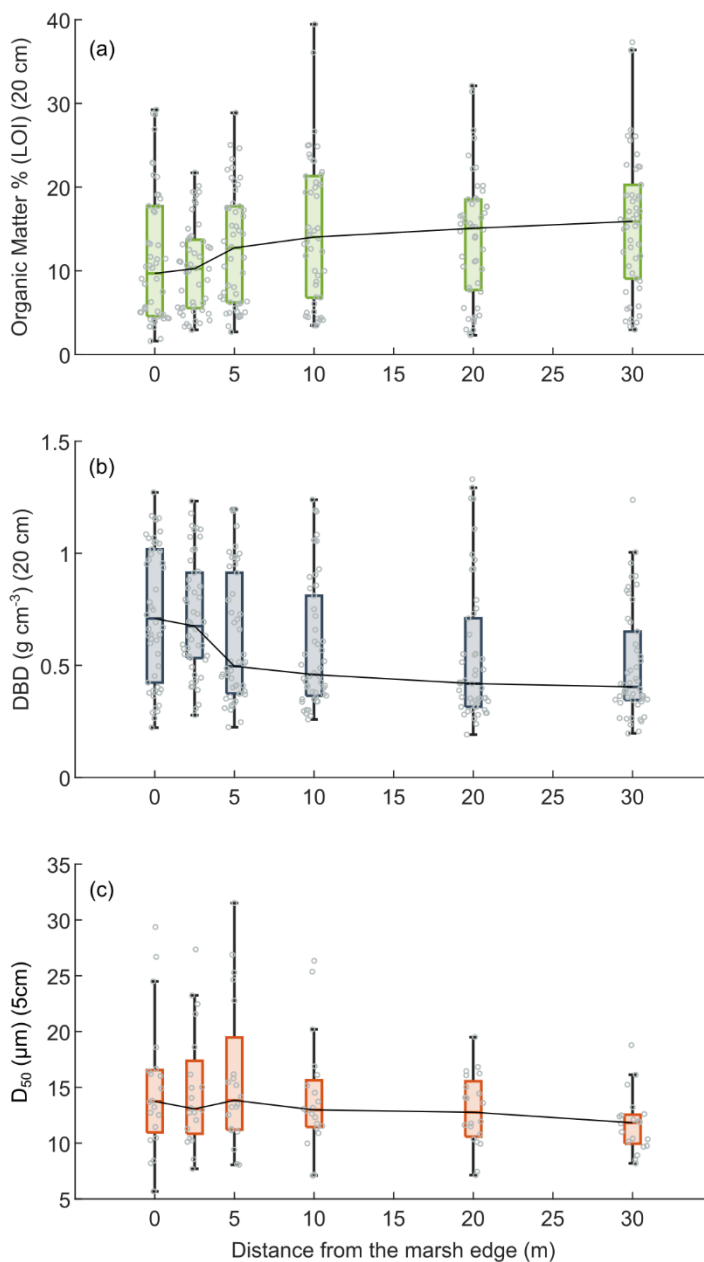 (a)
Organic Matter % (LOI) (20 cm)
40
30
20
10
0
0 5 10 15 20 25 30
(b)
DBD (g cm⁻³) (20 cm)
1.5
1
0.5
0
0 5 10 15 20 25 30
(c)
D₅₀ (μm) (5cm)
35
30
25
20
15
10
5
0 5 10 15 20 25 30
Distance from the marsh edge (m)